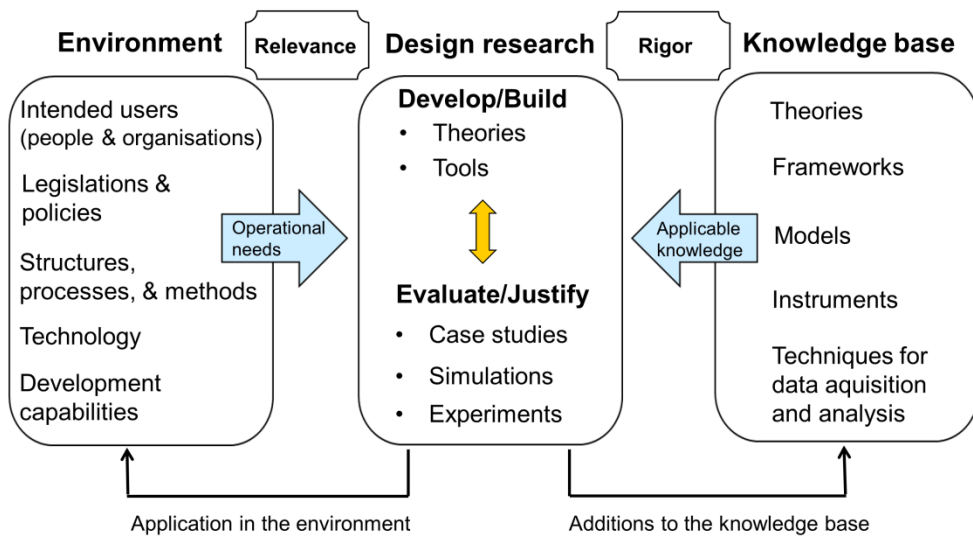 Environment
Relevance
Design research
Rigor
Knowledge base
Intended users
(people & organisations)
Legislations &
policies
Structures,
processes, & methods
Technology
Development
capabilities
Operational
needs
Develop/Build
• Theories
• Tools
Evaluate/Justify
• Case studies
• Simulations
• Experiments
Applicable
knowledge
Theories
Frameworks
Models
Instruments
Techniques for
data aquisition
and analysis
Application in the environment
Additions to the knowledge base